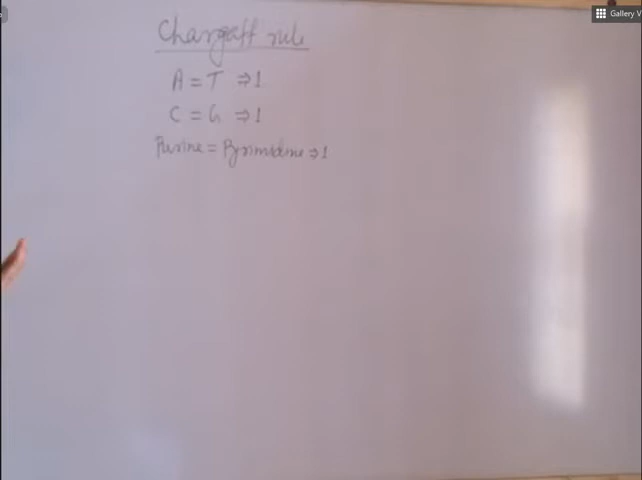 Gallery V
Chargaff rule
A = T ⇒ 1
C = G ⇒ 1
Purine = Pyrimidine ⇒ 1